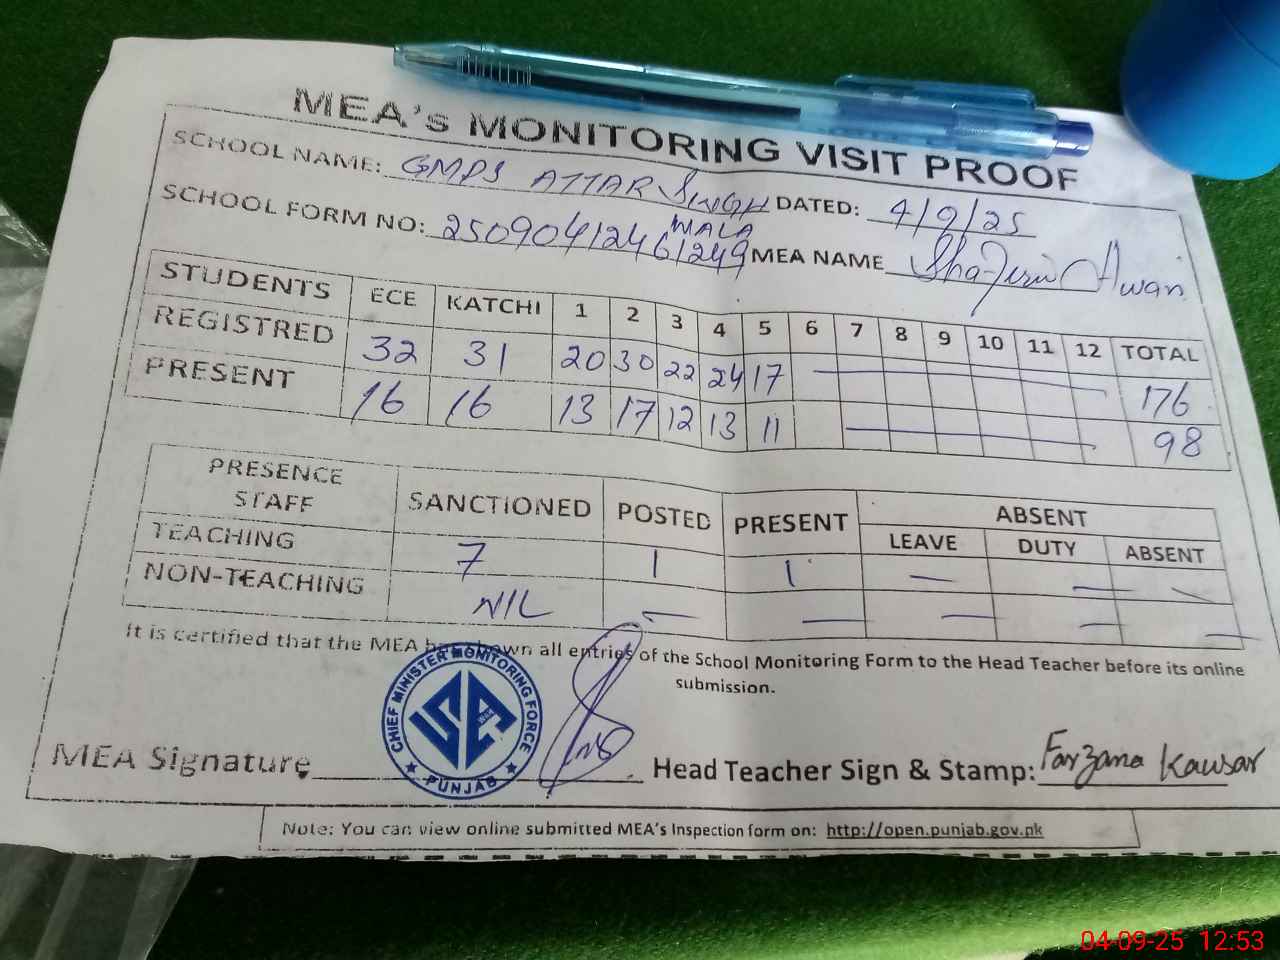 MEA's MONITORING VISIT PROOF
SCHOOL NAME: GMPS ATTAR SINGH WALA DATED: 4/9/25
SCHOOL FORM NO: 25090412461249 MEA NAME Awan
STUDENTS ECE KATCHI 1 2 3 4 5 6 7 8 9 10 11 12 TOTAL
REGISTRED 32 31 20 30 22 24 17 — 176
PRESENT 16 16 13 17 12 13 11 — 98
PRESENCE STAFF SANCTIONED POSTED PRESENT ABSENT
LEAVE DUTY ABSENT
TEACHING 7 1 1 — — —
NON-TEACHING NIL — — — — —
It is certified that the MEA has shown all entries of the School Monitoring Form to the Head Teacher before its online
submission.
CHIEF MINISTER MONITORING FORCE
PUNJAB
MEA Signature Head Teacher Sign & Stamp: Farzana Kawsar
Note: You can view online submitted MEA's Inspection form on: http://open.punjab.gov.pk
04-09-25 12:53